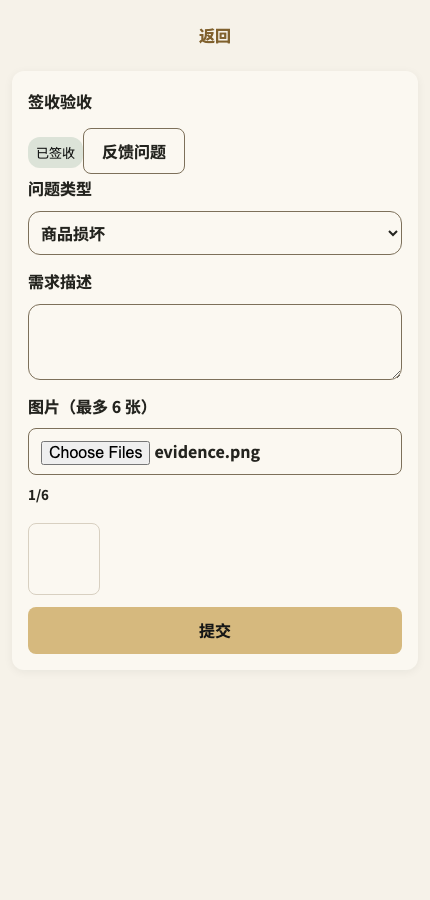 返回
签收验收
已签收 反馈问题
问题类型
商品损坏
需求描述
图片（最多 6 张）
Choose Files evidence.png
1/6
提交